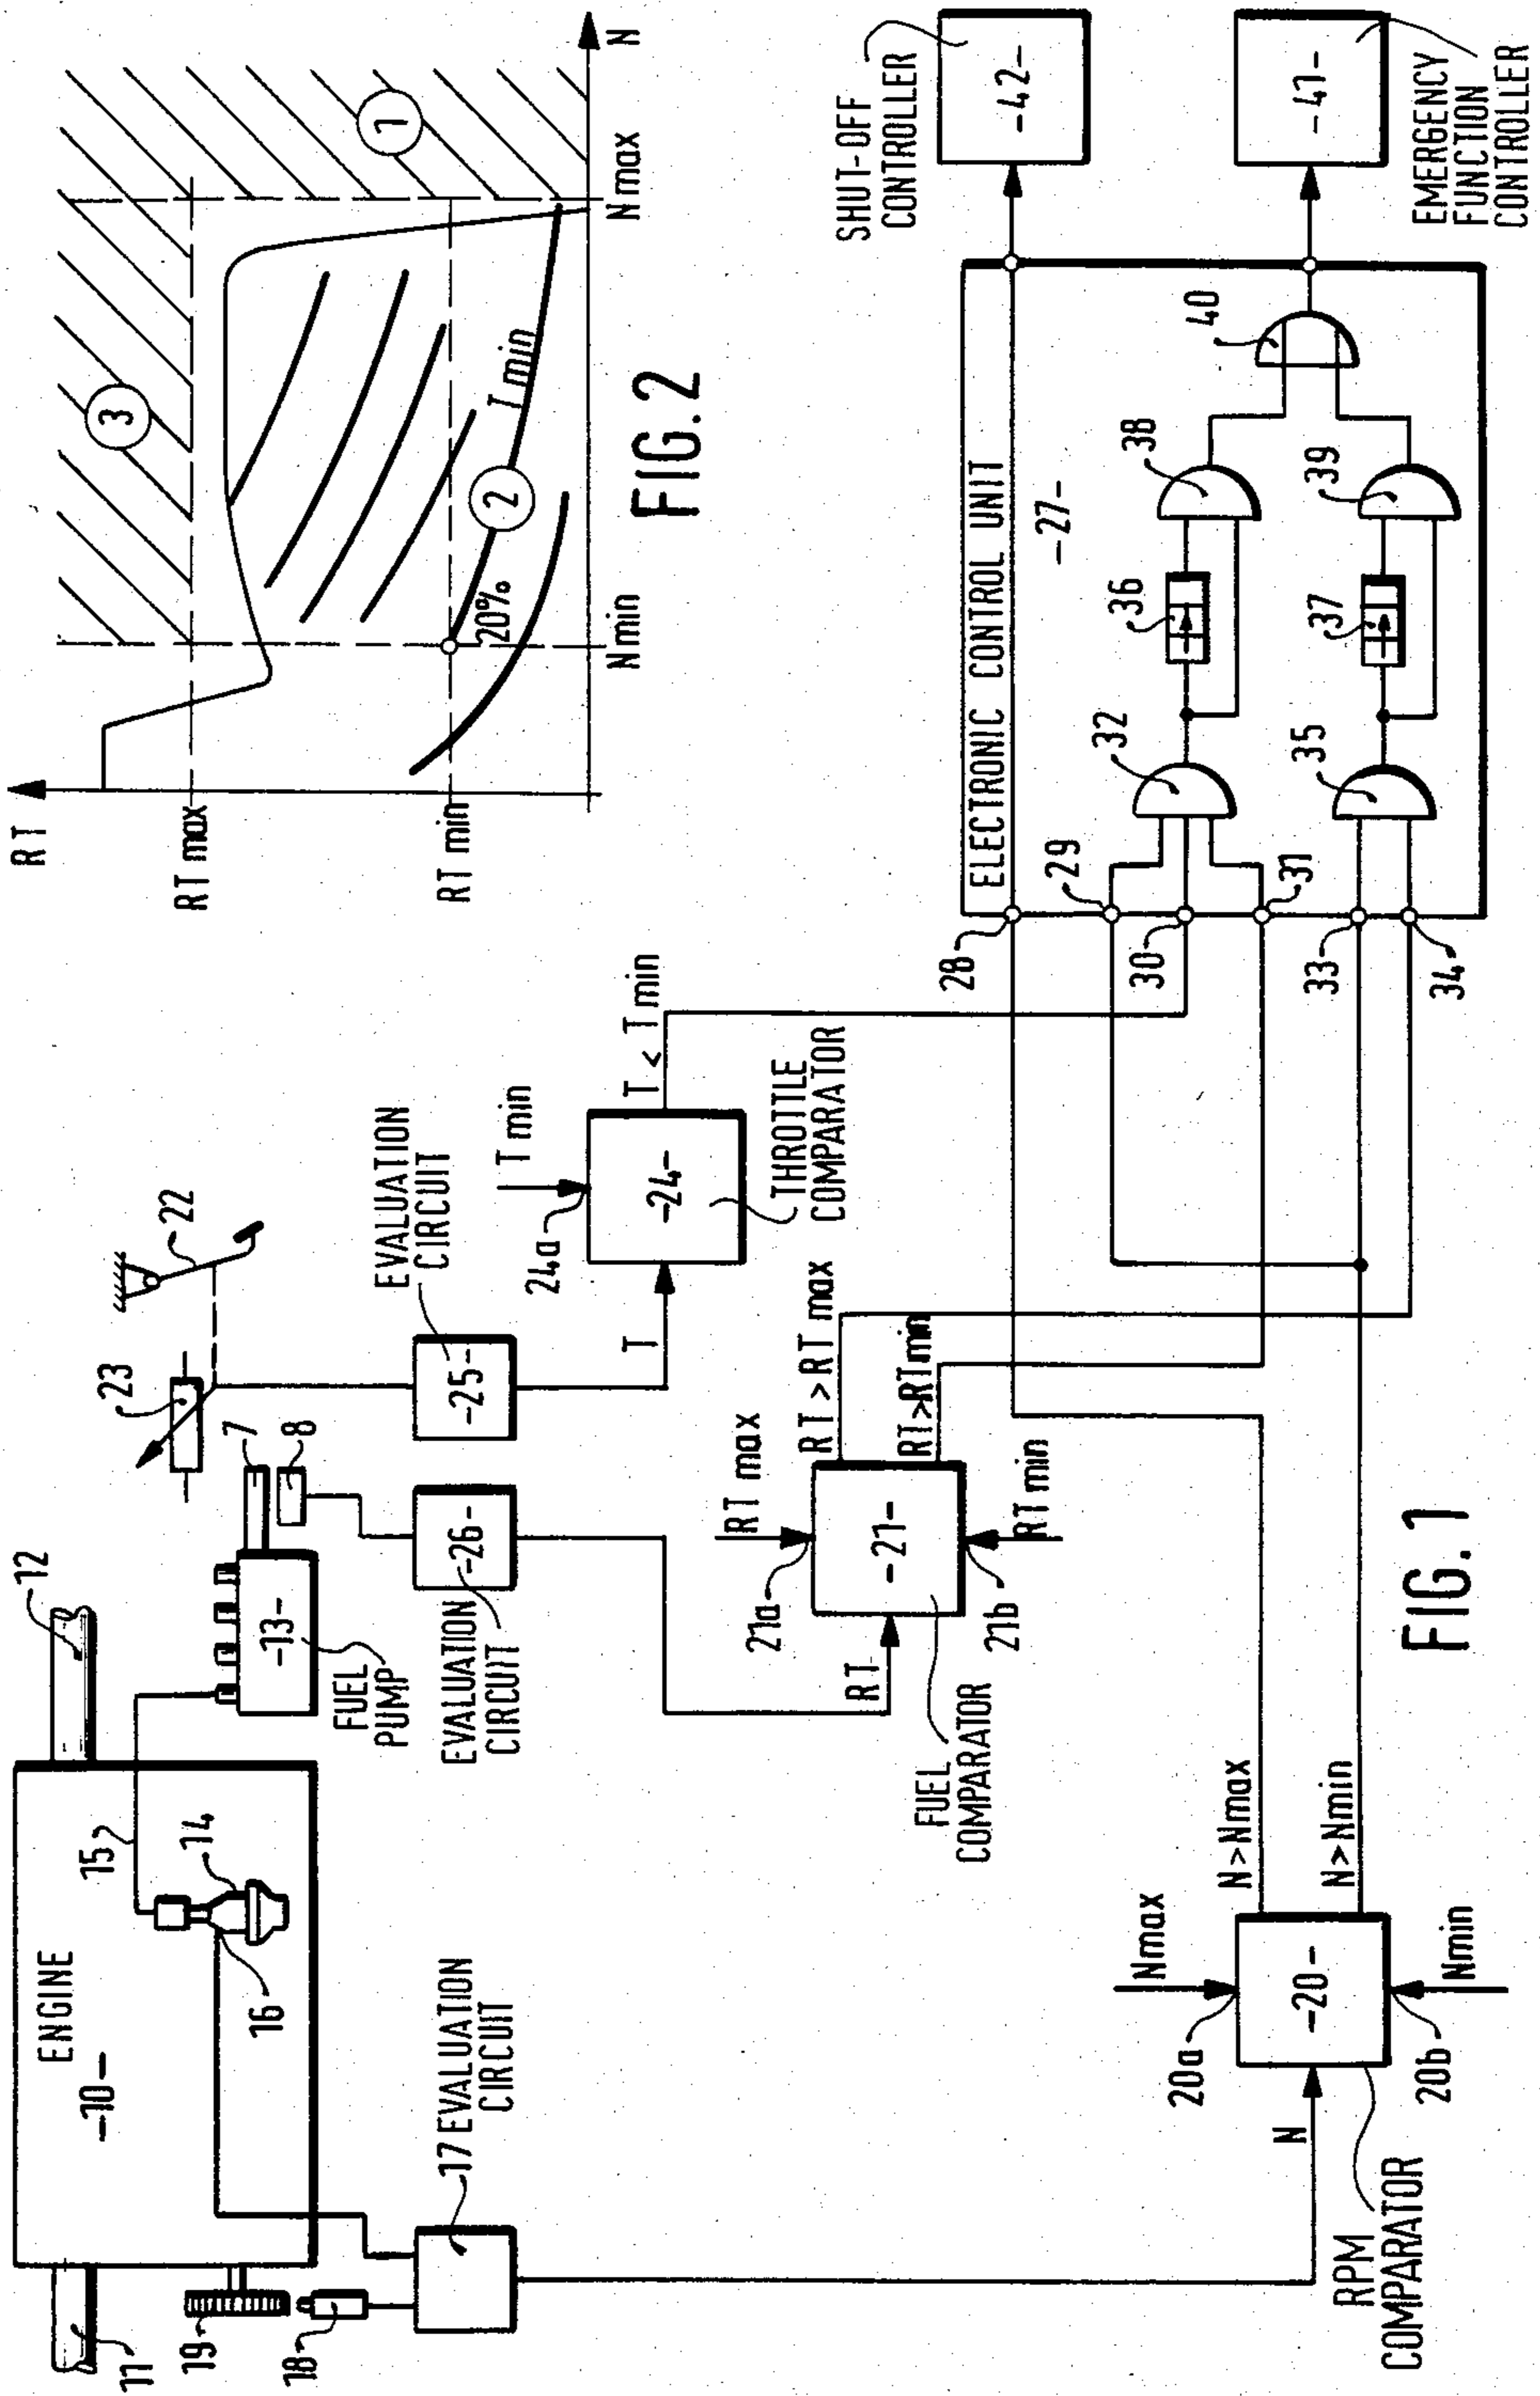 ENGINE
-10-
11
12
15
14
16
19
18
17 EVALUATION
CIRCUIT
-13-
FUEL
PUMP
7
8
23
22
EVALUATION
CIRCUIT
-26-
EVALUATION
CIRCUIT
-25-
T
T min
24a
-24-
THROTTLE
COMPARATOR
T < T min
RT
RT max
21a
-21-
21b
RT min
FUEL
COMPARATOR
RT > RT max
RT>RTmin
N
Nmax
20a
-20-
20b
Nmin
RPM
COMPARATOR
N>Nmax
N>Nmin
FIG. 1
ELECTRONIC CONTROL UNIT
-27-
28
29
30
31
33
34
32
35
36
37
38
39
40
SHUT-OFF
CONTROLLER
-42-
-41-
EMERGENCY
FUNCTION
CONTROLLER
RT
RT max
RT min
3
1
2
T min
20%
N min
N max
N
FIG. 2